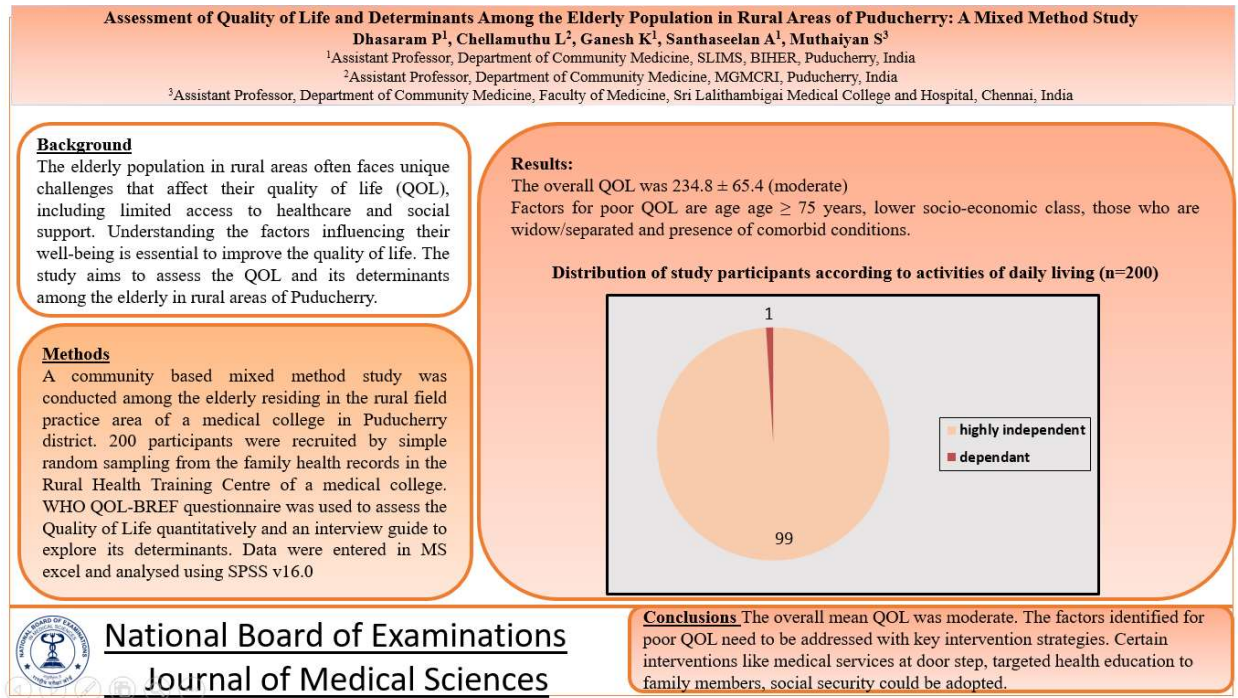 Assessment of Quality of Life and Determinants Among the Elderly Population in Rural Areas of Puducherry: A Mixed Method Study
Dhasaram P¹, Chellamuthu L², Ganesh K¹, Santhaseelan A¹, Muthaiyan S³
¹Assistant Professor, Department of Community Medicine, SLIMS, BIHER, Puducherry, India
²Assistant Professor, Department of Community Medicine, MGMCRI, Puducherry, India
³Assistant Professor, Department of Community Medicine, Faculty of Medicine, Sri Lalithambigai Medical College and Hospital, Chennai, India
Background
The elderly population in rural areas often faces unique
challenges that affect their quality of life (QOL),
including limited access to healthcare and social
support. Understanding the factors influencing their
well-being is essential to improve the quality of life. The
study aims to assess the QOL and its determinants
among the elderly in rural areas of Puducherry.
Methods
A community based mixed method study was
conducted among the elderly residing in the rural field
practice area of a medical college in Puducherry
district. 200 participants were recruited by simple
random sampling from the family health records in the
Rural Health Training Centre of a medical college.
WHO QOL-BREF questionnaire was used to assess the
Quality of Life quantitatively and an interview guide to
explore its determinants. Data were entered in MS
excel and analysed using SPSS v16.0
Results:
The overall QOL was 234.8 ± 65.4 (moderate)
Factors for poor QOL are age age ≥ 75 years, lower socio-economic class, those who are
widow/separated and presence of comorbid conditions.
Distribution of study participants according to activities of daily living (n=200)
1
99
highly independent
dependant
NATIONAL BOARD OF EXAMINATIONS
National Board of Examinations
Journal of Medical Sciences
Conclusions The overall mean QOL was moderate. The factors identified for
poor QOL need to be addressed with key intervention strategies. Certain
interventions like medical services at door step, targeted health education to
family members, social security could be adopted.